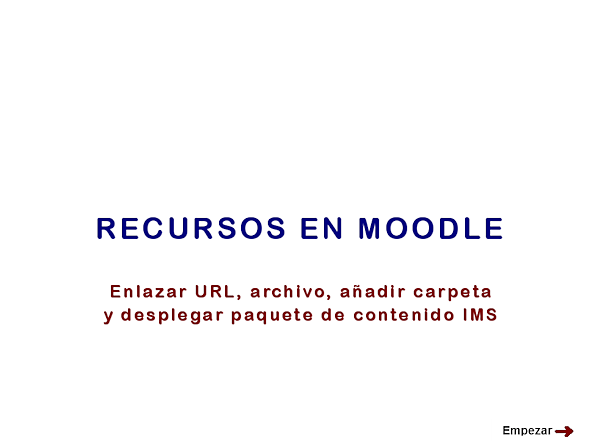 RECURSOS EN MOODLE
Enlazar URL, archivo, añadir carpeta
y desplegar paquete de contenido IMS
Empezar